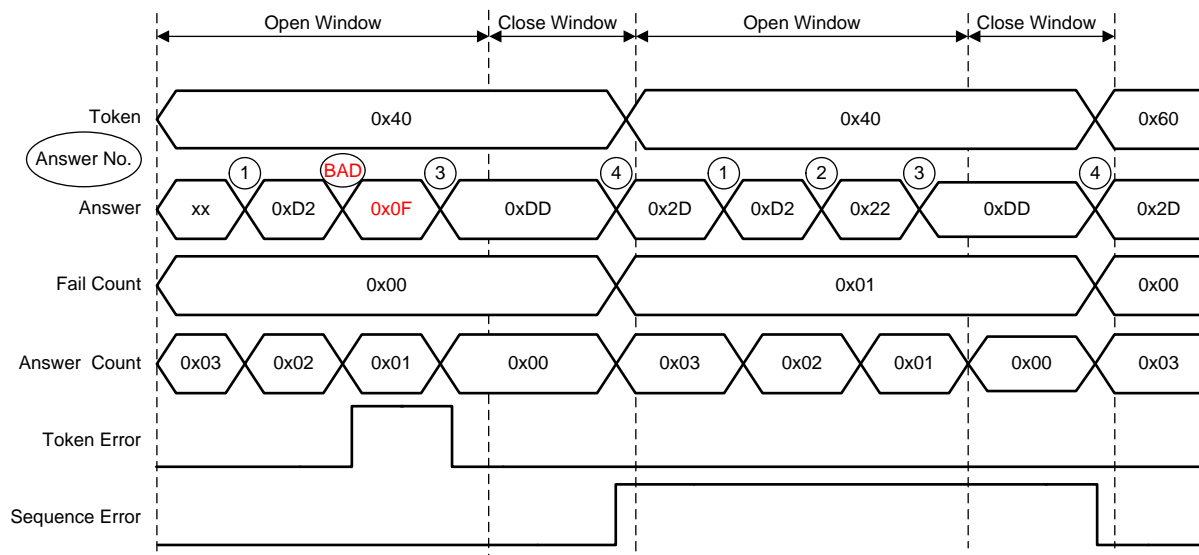 Open Window Close Window Open Window Close Window
Token 0x40 0x40 0x60
Answer No. 1 BAD 3 4 1 2 3 4
Answer xx 0xD2 0x0F 0xDD 0x2D 0xD2 0x22 0xDD 0x2D
Fail Count 0x00 0x01 0x00
Answer Count 0x03 0x02 0x01 0x00 0x03 0x02 0x01 0x00 0x03
Token Error
Sequence Error